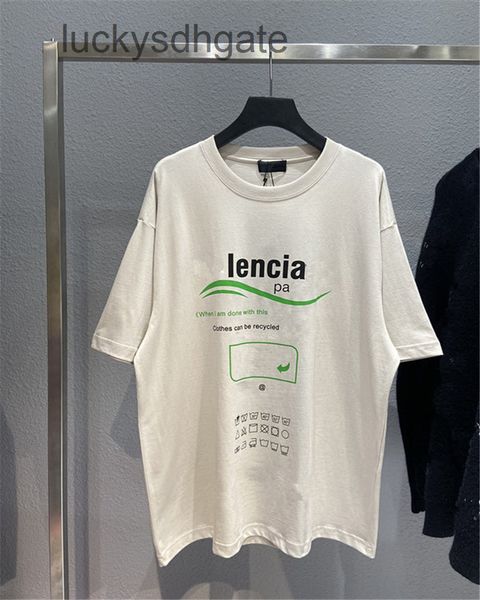 luckysdhgate
lencia
pa
(When i am done with this
Clothes can be recycled
@